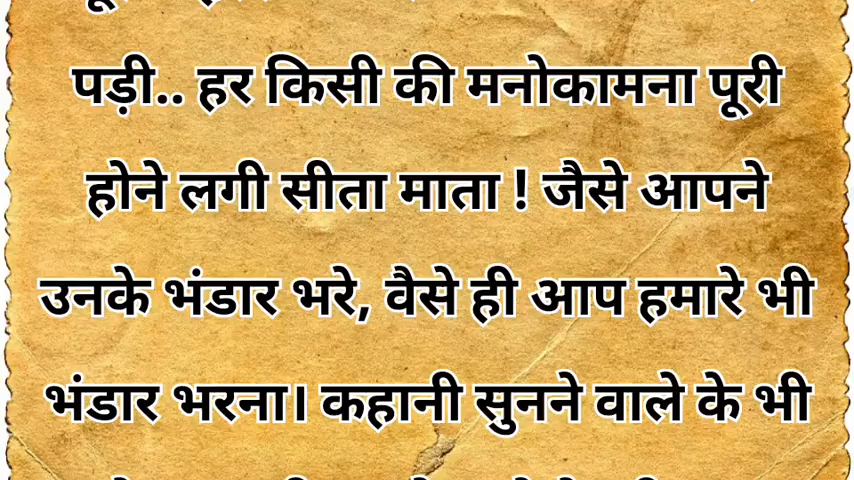 पड़ी.. हर किसी की मनोकामना पूरी
होने लगी सीता माता ! जैसे आपने
उनके भंडार भरे, वैसे ही आप हमारे भी
भंडार भरना। कहानी सुनने वाले के भी